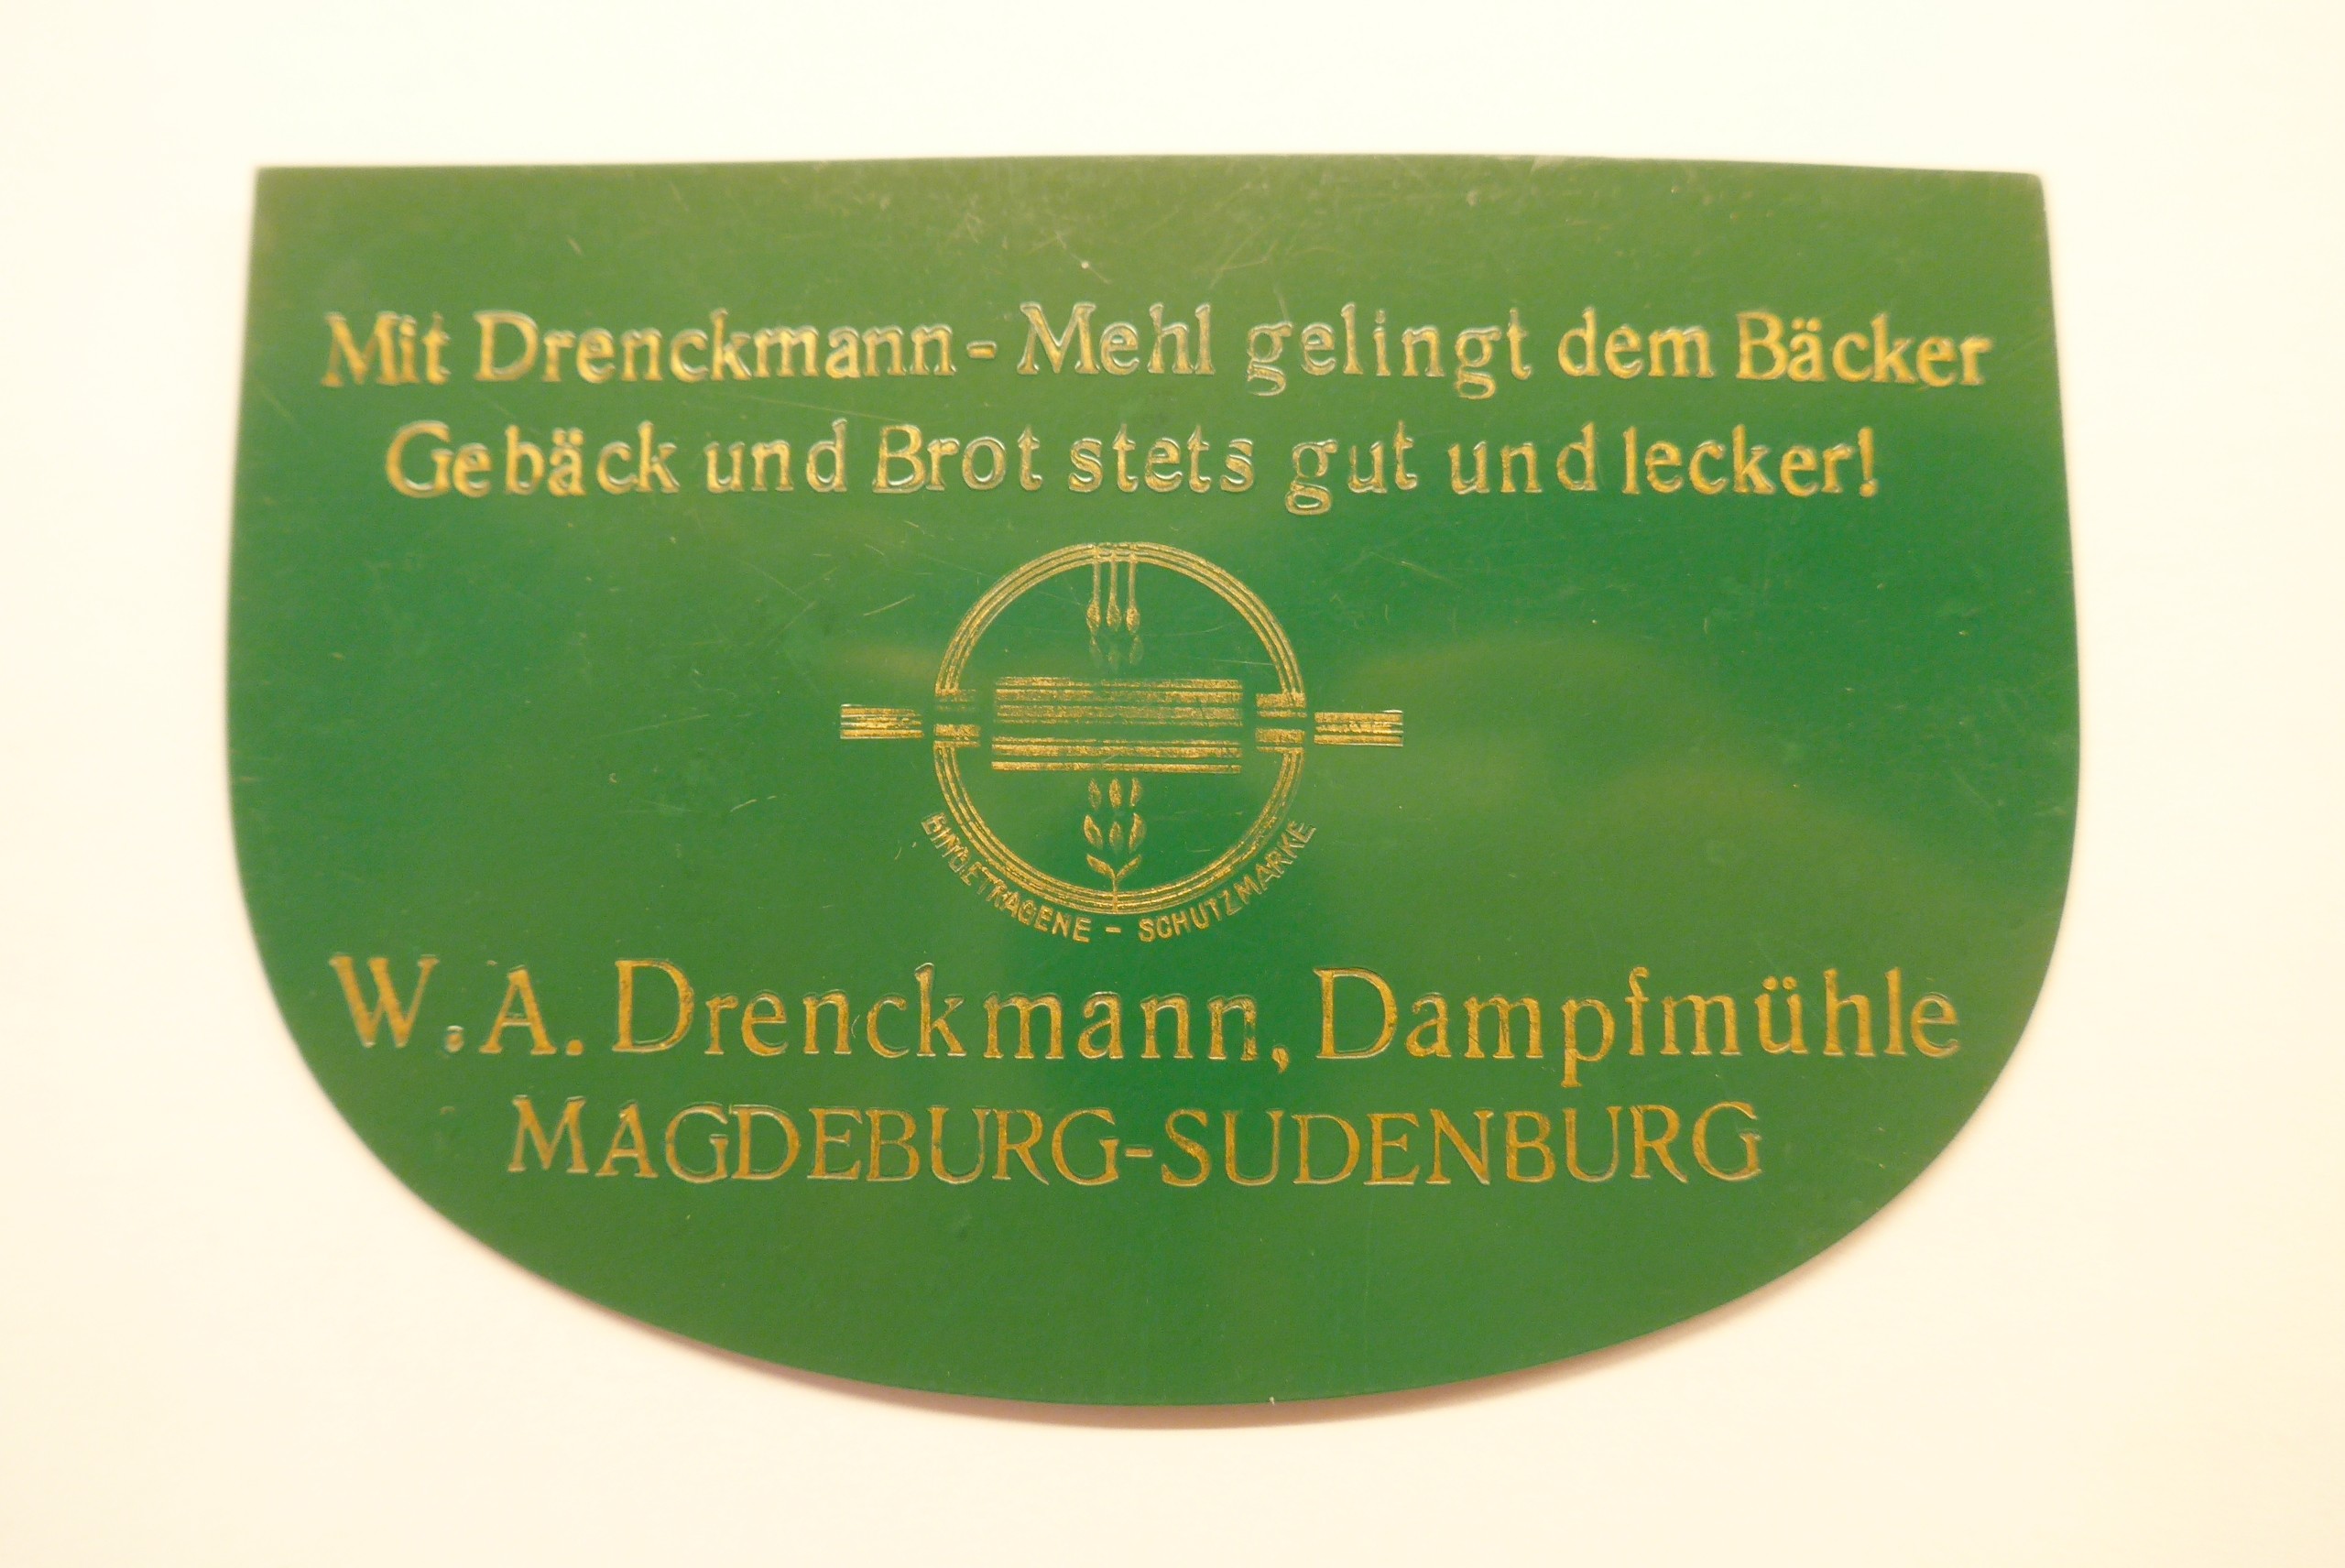 Mit Drenckmann-Mehl gelingt dem Bäcker
Gebäck und Brot stets gut und lecker!
EINGETRAGENE - SCHUTZMARKE
W. A. Drenckmann, Dampfmühle
MAGDEBURG-SUDENBURG